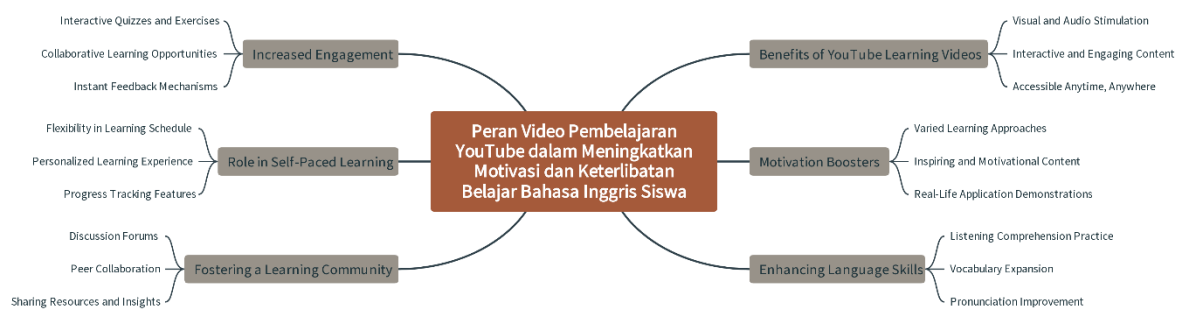 Peran Video Pembelajaran
YouTube dalam Meningkatkan
Motivasi dan Keterlibatan
Belajar Bahasa Inggris Siswa
Benefits of YouTube Learning Videos
Visual and Audio Stimulation
Interactive and Engaging Content
Accessible Anytime, Anywhere
Motivation Boosters
Varied Learning Approaches
Inspiring and Motivational Content
Real-Life Application Demonstrations
Enhancing Language Skills
Listening Comprehension Practice
Vocabulary Expansion
Pronunciation Improvement
Increased Engagement
Interactive Quizzes and Exercises
Collaborative Learning Opportunities
Instant Feedback Mechanisms
Role in Self-Paced Learning
Flexibility in Learning Schedule
Personalized Learning Experience
Progress Tracking Features
Fostering a Learning Community
Discussion Forums
Peer Collaboration
Sharing Resources and Insights